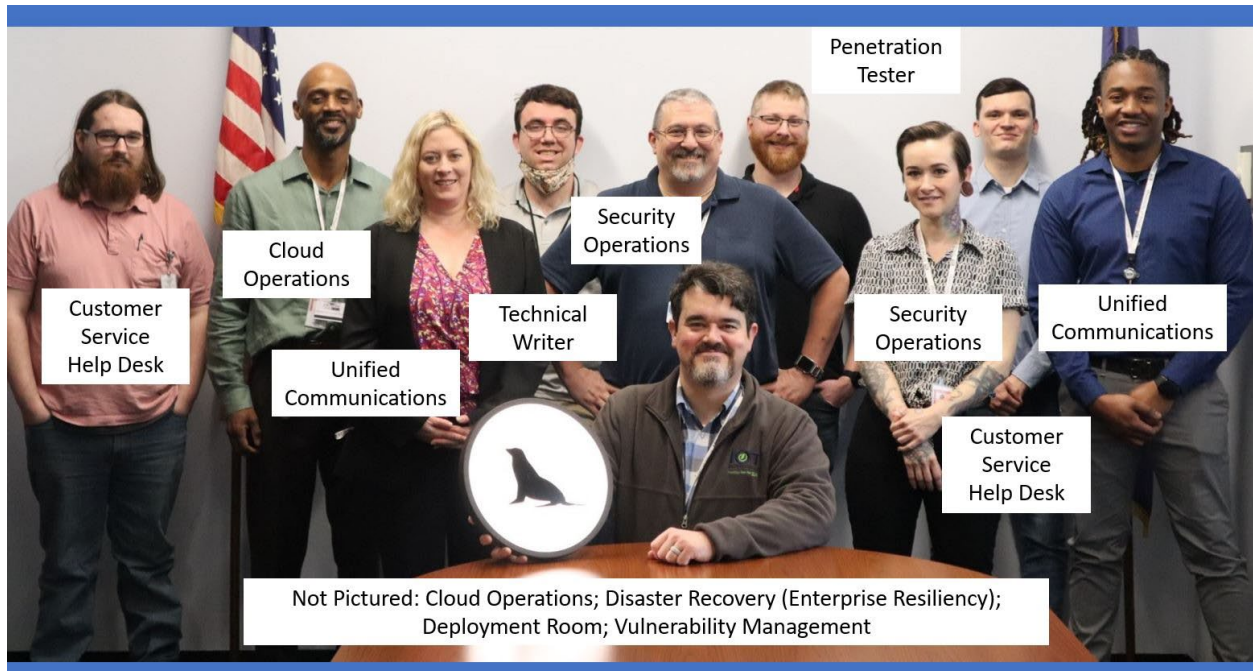 Penetration
Tester
Cloud
Operations
Security
Operations
Customer
Service
Help Desk
Technical
Writer
Security
Operations
Unified
Communications
Unified
Communications
Customer
Service
Help Desk
Not Pictured: Cloud Operations; Disaster Recovery (Enterprise Resiliency);
Deployment Room; Vulnerability Management